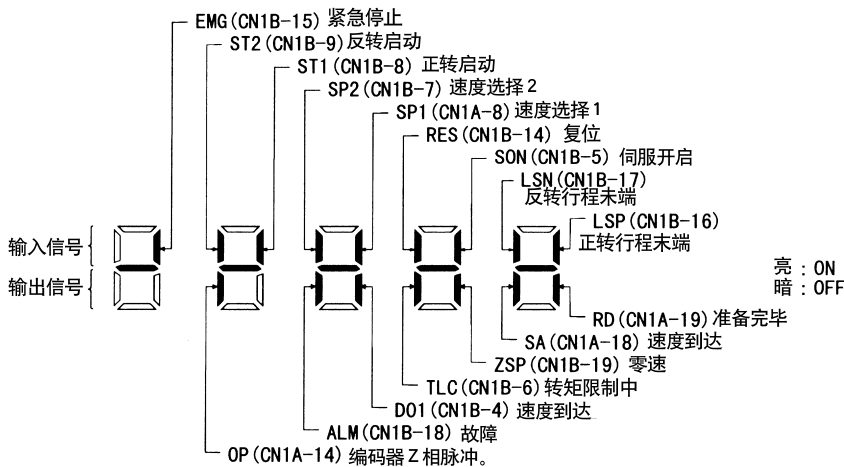 EMG(CN1B-15) 紧急停止
ST2(CN1B-9) 反转启动
ST1(CN1B-8) 正转启动
SP2(CN1B-7) 速度选择2
SP1(CN1A-8) 速度选择1
RES(CN1B-14) 复位
SON(CN1B-5) 伺服开启
LSN(CN1B-17)
反转行程末端
LSP(CN1B-16)
正转行程末端
输入信号
输出信号
亮:ON
暗:OFF
RD(CN1A-19) 准备完毕
SA(CN1A-18) 速度到达
ZSP(CN1B-19) 零速
TLC(CN1B-6) 转矩限制中
DO1(CN1B-4) 速度到达
ALM(CN1B-18) 故障
OP(CN1A-14) 编码器Z相脉冲。